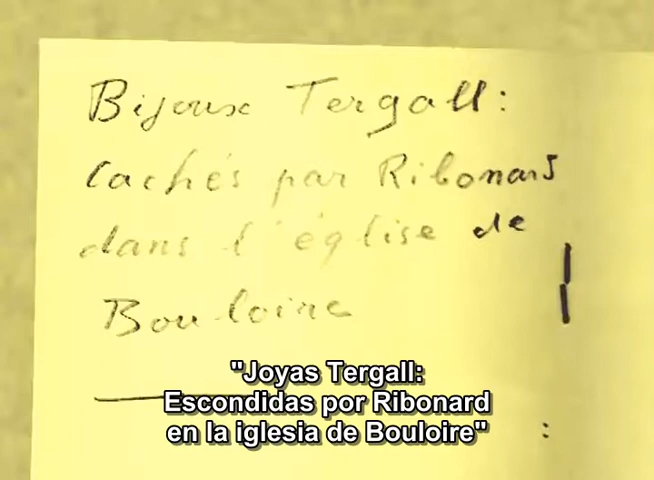 Bijoux Tergall:
cachés par Ribonard
dans l'église de
Bouloire
"Joyas Tergall:
Escondidas por Ribonard
en la iglesia de Bouloire"